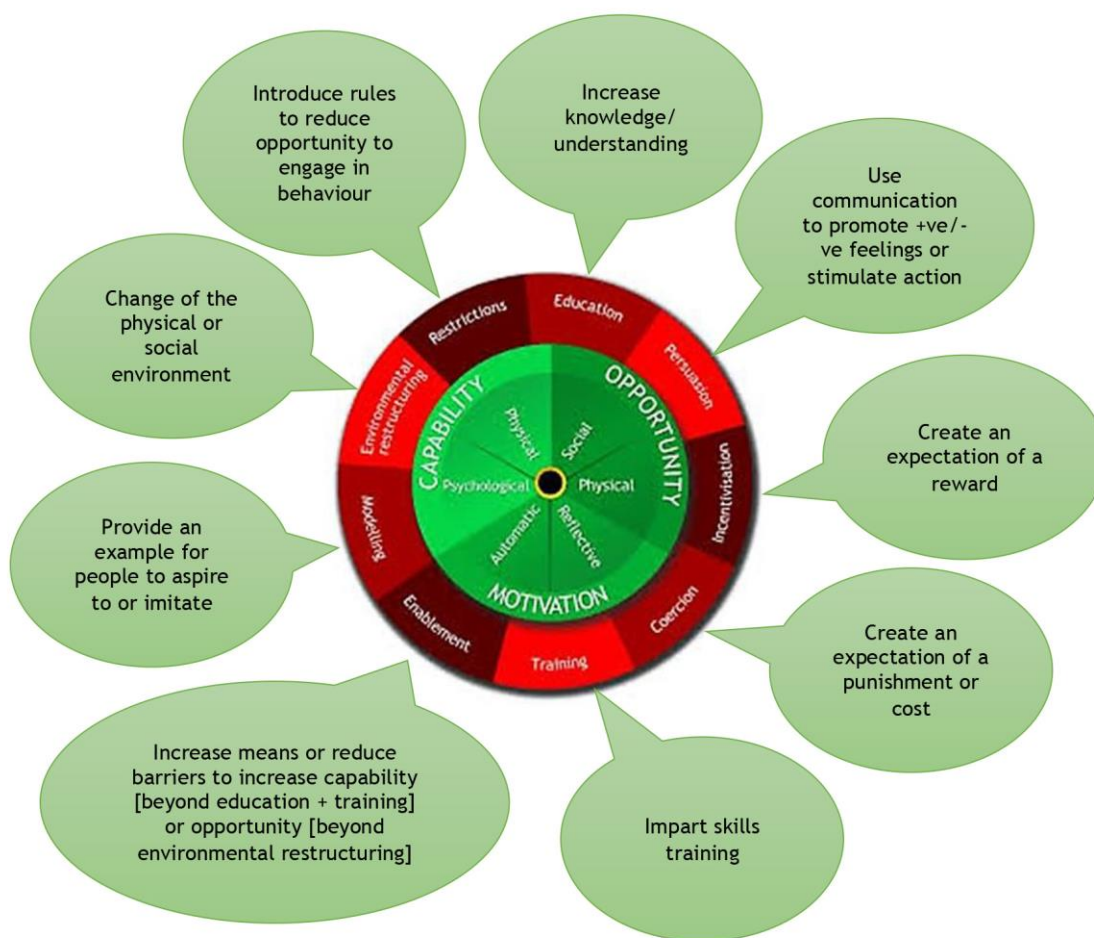 Introduce rules
to reduce
opportunity to
engage in
behaviour
Increase
knowledge/
understanding
Use
communication
to promote +ve/-
ve feelings or
stimulate action
Change of the
physical or
social
environment
Create an
expectation of a
reward
Provide an
example for
people to aspire
to or imitate
Create an
expectation of a
punishment or
cost
Increase means or reduce
barriers to increase capability
[beyond education + training]
or opportunity [beyond
environmental restructuring]
Impart skills
training
Restrictions
Education
Persuasion
Incentivisation
Coercion
Training
Enablement
Modelling
Environmental
restructuring
CAPABILITY
OPPORTUNITY
MOTIVATION
Physical
Social
Psychological
Physical
Automatic
Reflective